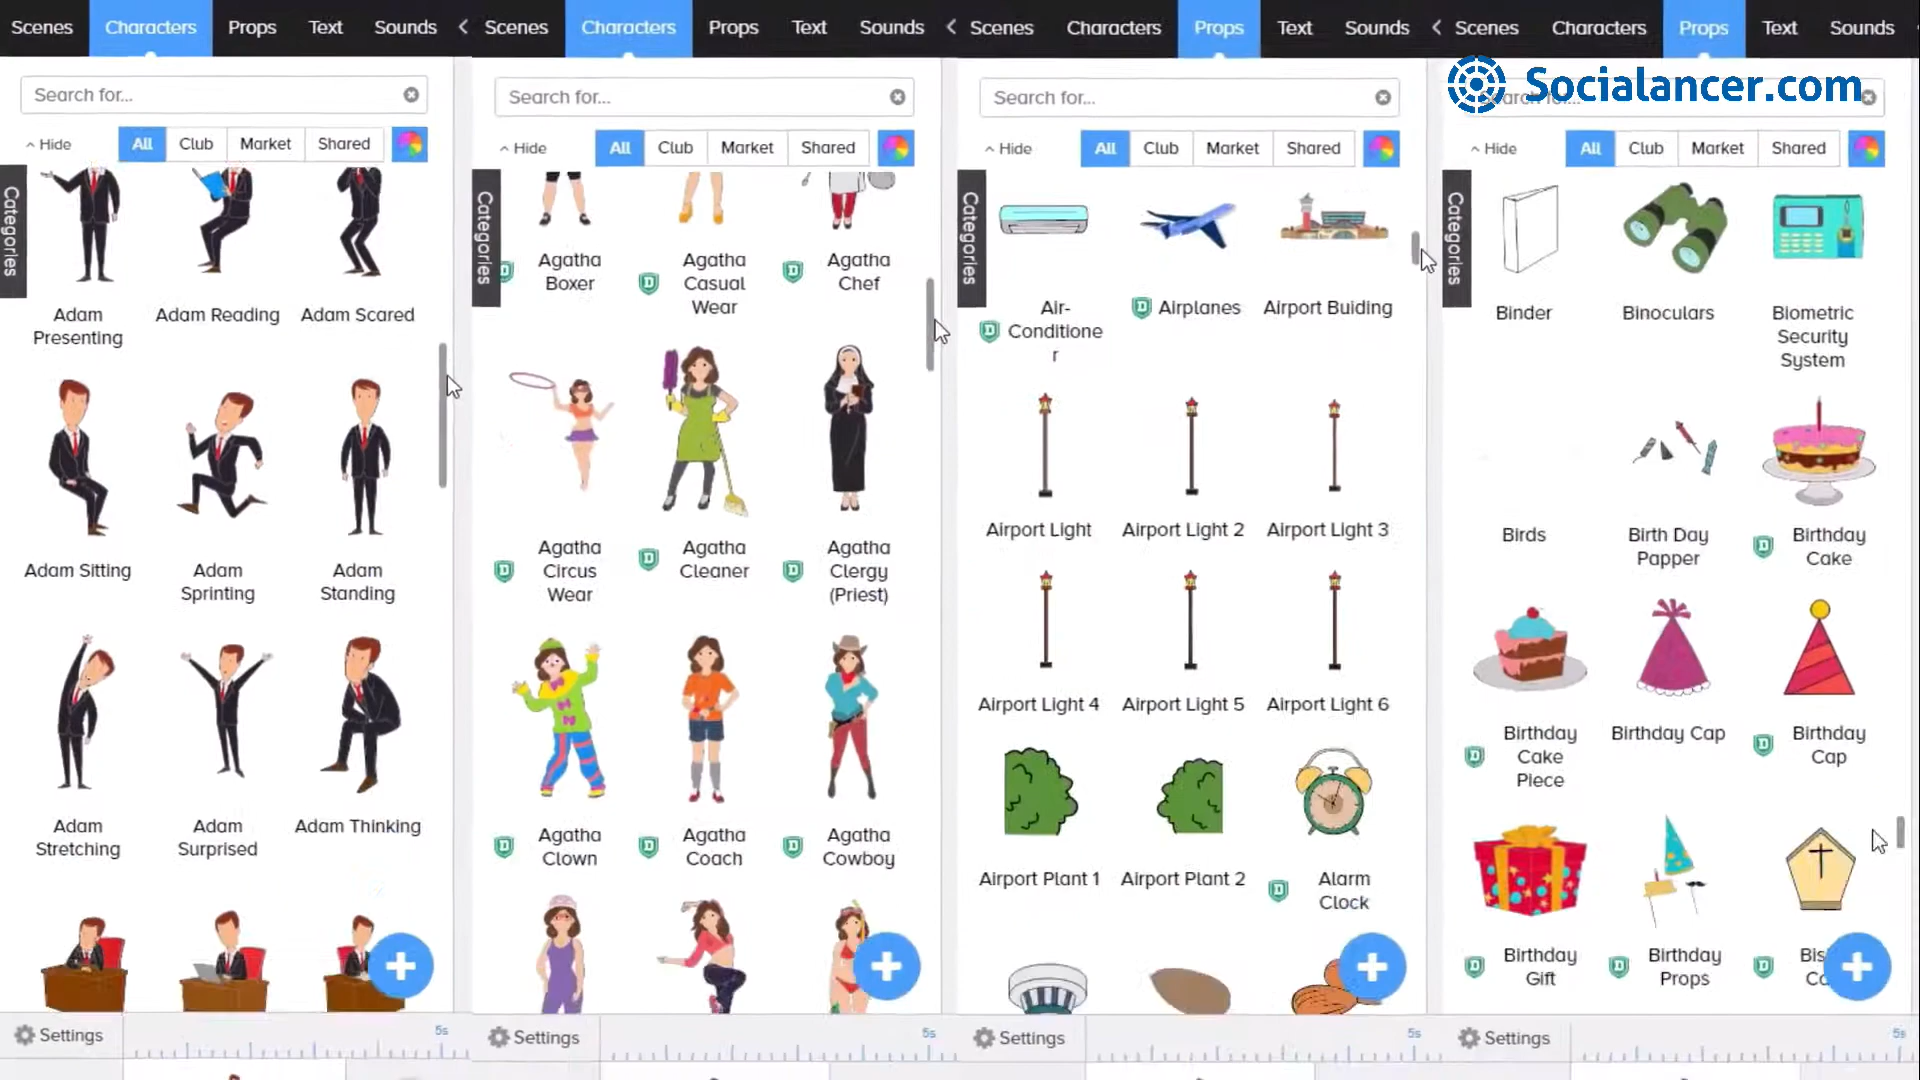 Scenes Characters Props Text Sounds
Search for...
Hide All Club Market Shared
Categories
Adam Presenting
Adam Reading
Adam Scared
Adam Sitting
Adam Sprinting
Adam Standing
Adam Stretching
Adam Surprised
Adam Thinking
Settings
5s
Scenes Characters Props Text Sounds
Search for...
Hide All Club Market Shared
Categories
Agatha Boxer
Agatha Casual Wear
Agatha Chef
Agatha Circus Wear
Agatha Cleaner
Agatha Clergy (Priest)
Agatha Clown
Agatha Coach
Agatha Cowboy
Settings
5s
Scenes Characters Props Text Sounds
Search for...
Hide All Club Market Shared
Categories
Air-Conditioner
Airplanes
Airport Buiding
Airport Light
Airport Light 2
Airport Light 3
Airport Light 4
Airport Light 5
Airport Light 6
Airport Plant 1
Airport Plant 2
Alarm Clock
Settings
5s
Scenes Characters Props Text Sounds
Socialancer.com
Hide All Club Market Shared
Categories
Binder
Binoculars
Biometric Security System
Birds
Birth Day Papper
Birthday Cake
Birthday Cake Piece
Birthday Cap
Birthday Cap
Birthday Gift
Birthday Props
Settings
5s